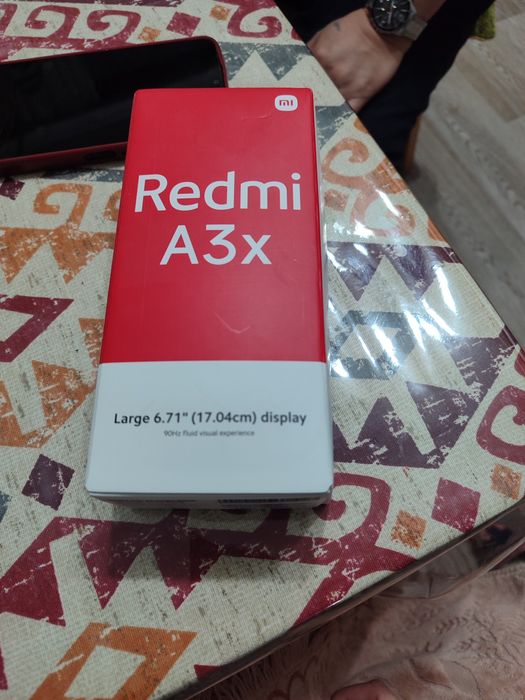 mi
Redmi
A3x
Large 6.71" (17.04cm) display
90Hz fluid visual experience